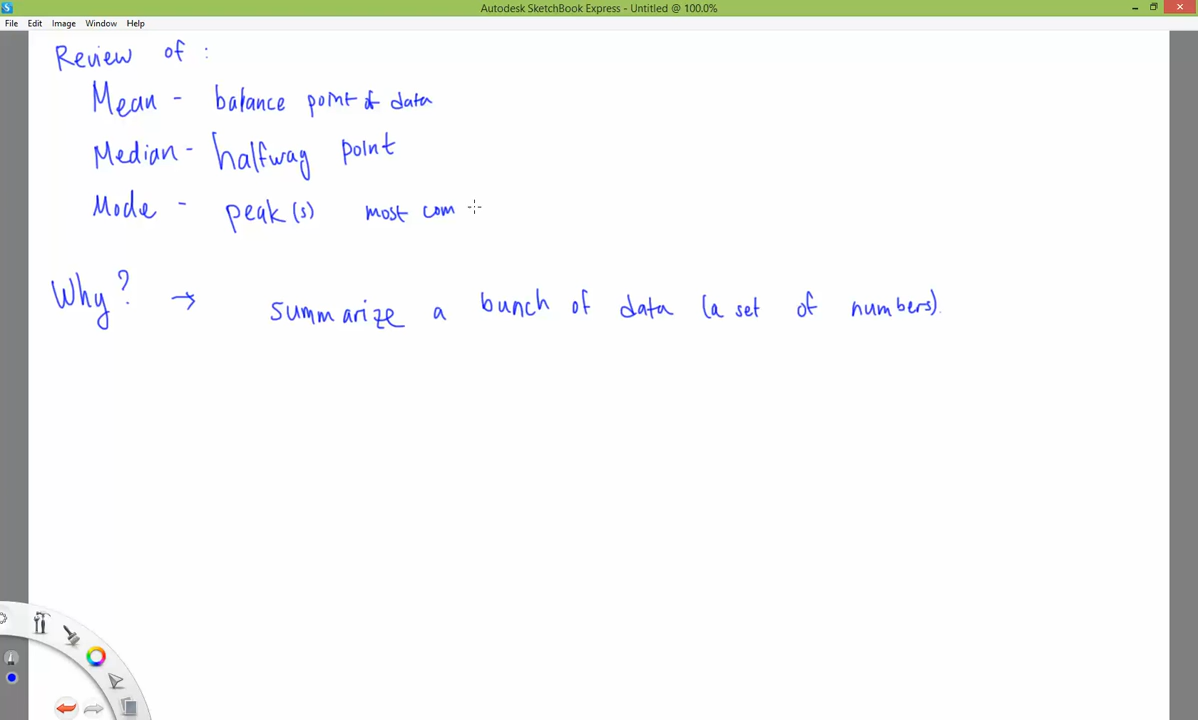 Autodesk SketchBook Express - Untitled @ 100.0%
File Edit Image Window Help
Review of :
Mean - balance point of data
Median - halfway point
Mode - peak(s) most com
Why? → summarize a bunch of data (a set of numbers).